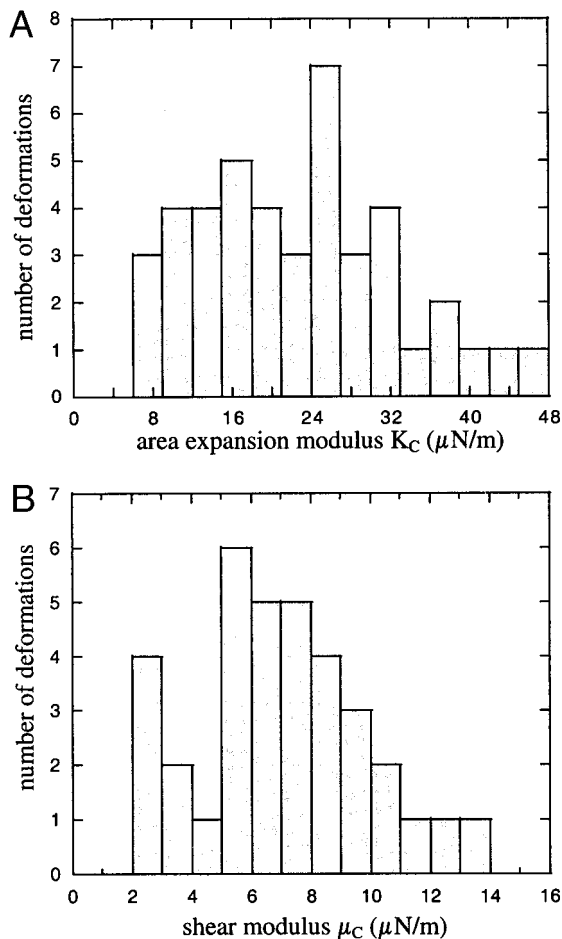 A
8
7
6
5
4
3
2
1
0
number of deformations
0 8 16 24 32 40 48
area expansion modulus K_C (μN/m)
B
7
6
5
4
3
2
1
0
number of deformations
0 2 4 6 8 10 12 14 16
shear modulus μ_C (μN/m)